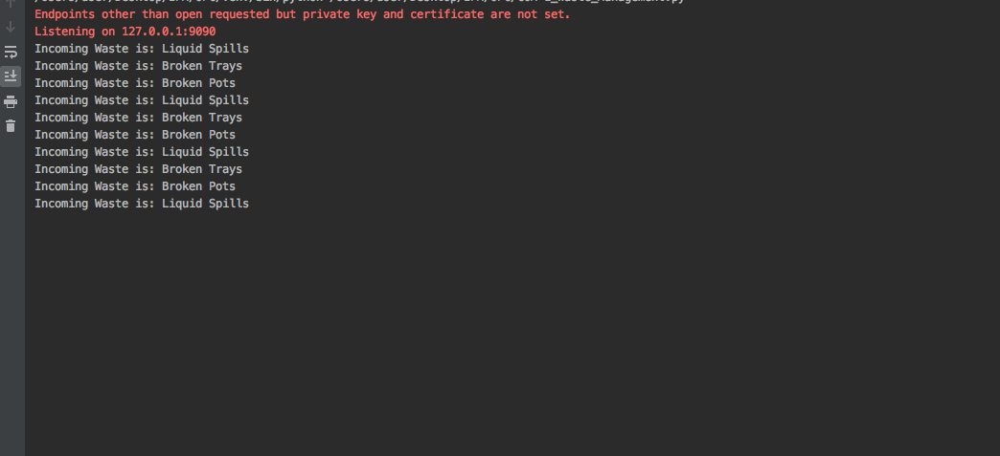 Endpoints other than open requested but private key and certificate are not set.
Listening on 127.0.0.1:9090
Incoming Waste is: Liquid Spills
Incoming Waste is: Broken Trays
Incoming Waste is: Broken Pots
Incoming Waste is: Liquid Spills
Incoming Waste is: Broken Trays
Incoming Waste is: Broken Pots
Incoming Waste is: Liquid Spills
Incoming Waste is: Broken Trays
Incoming Waste is: Broken Pots
Incoming Waste is: Liquid Spills